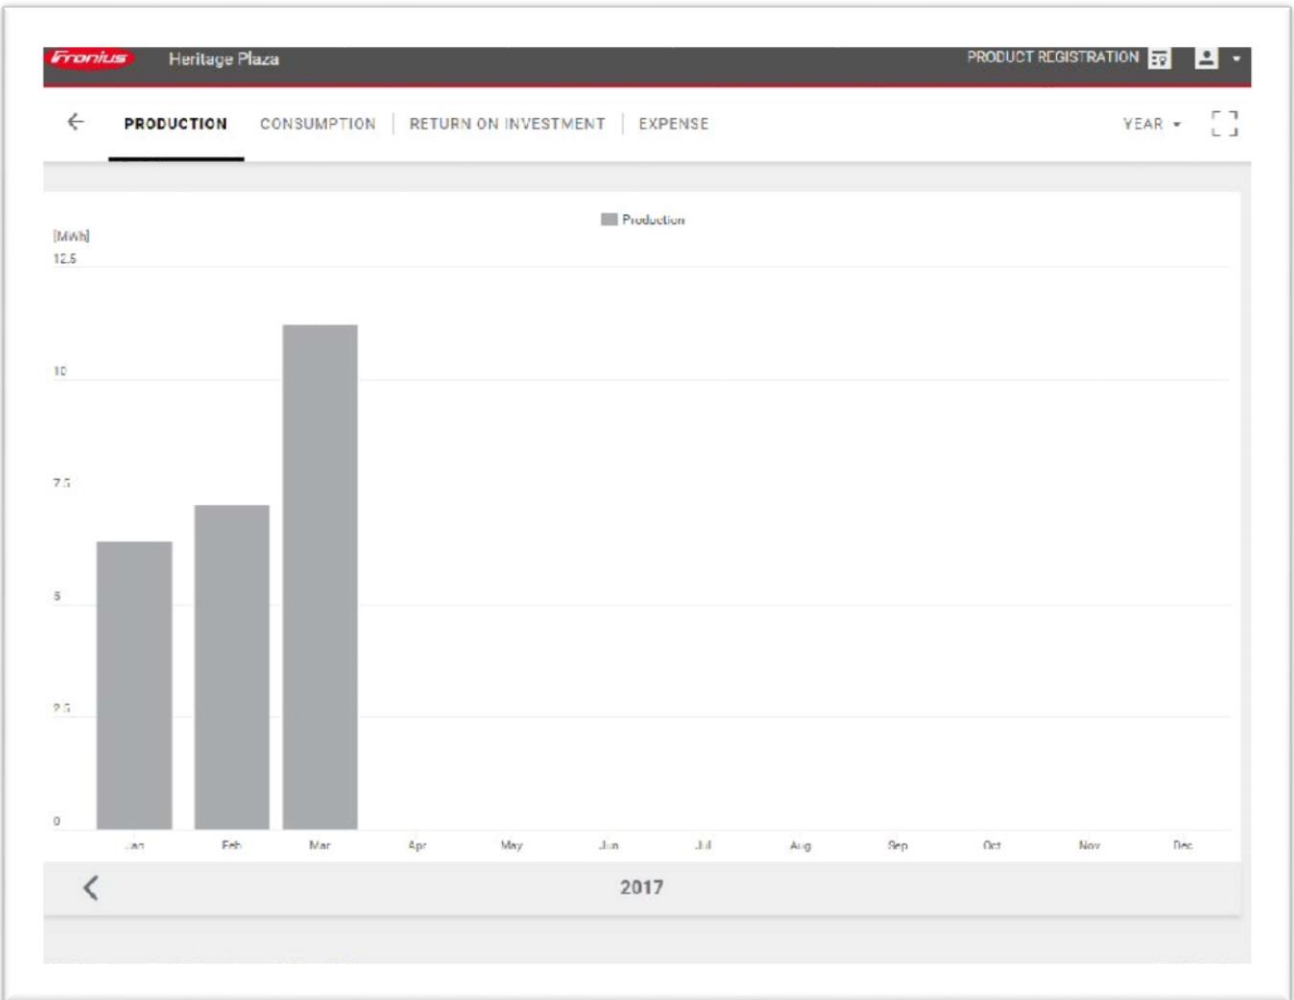 Fronius Heritage Plaza PRODUCT REGISTRATION
PRODUCTION CONSUMPTION RETURN ON INVESTMENT EXPENSE YEAR
Production
[MWh]
12.5
10
7.5
5
2.5
0
Jan Feb Mar Apr May Jun Jul Aug Sep Oct Nov Dec
2017